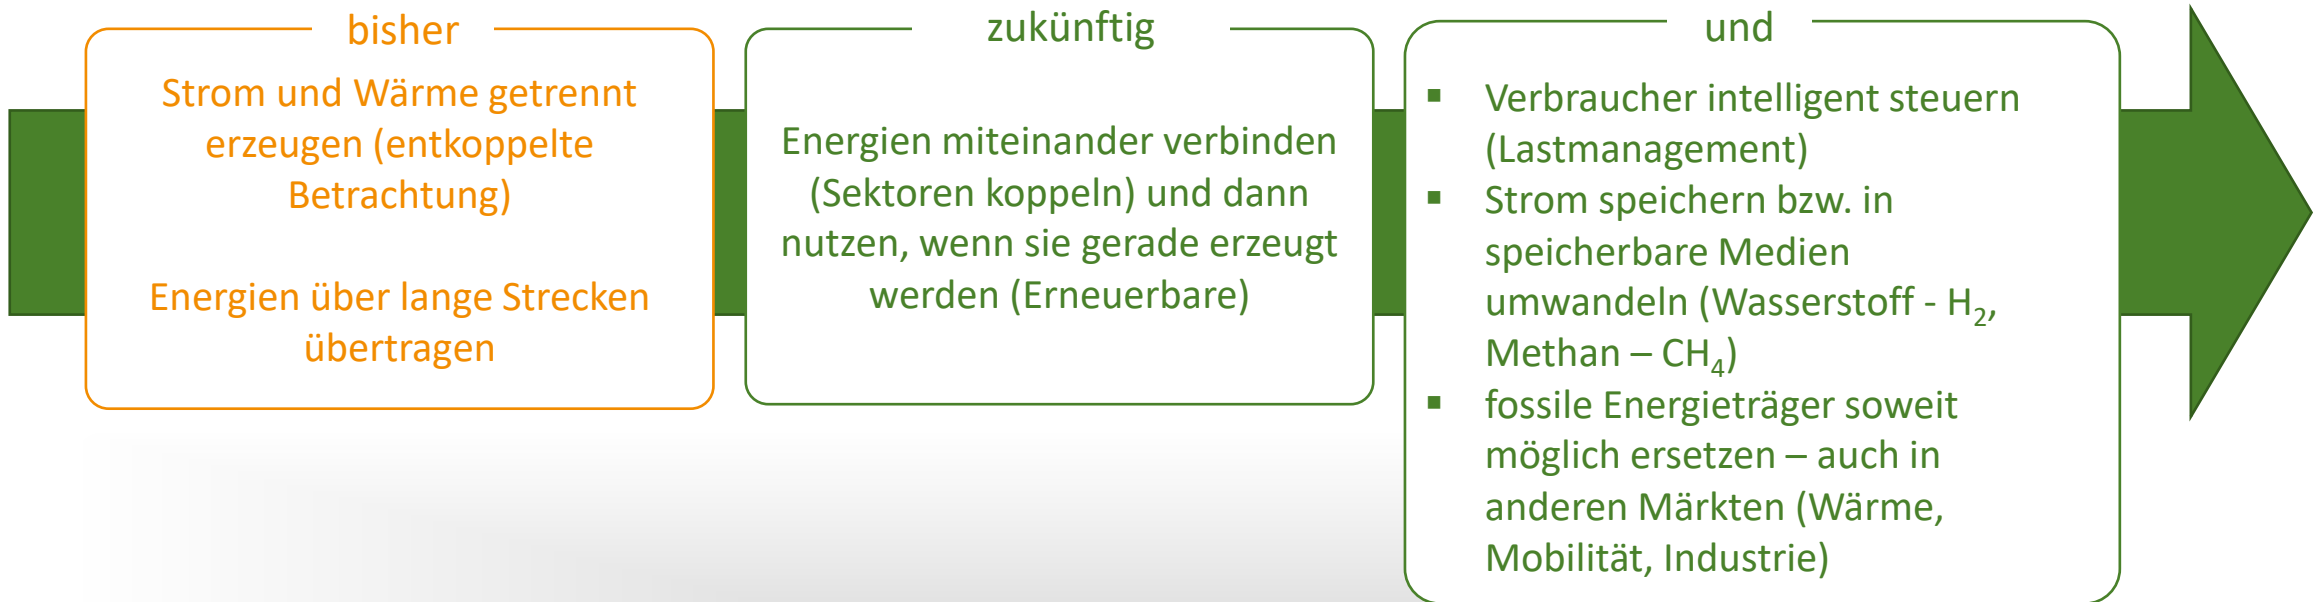 bisher
Strom und Wärme getrennt
erzeugen (entkoppelte
Betrachtung)
Energien über lange Strecken
übertragen
zukünftig
Energien miteinander verbinden
(Sektoren koppeln) und dann
nutzen, wenn sie gerade erzeugt
werden (Erneuerbare)
und
▪ Verbraucher intelligent steuern
(Lastmanagement)
▪ Strom speichern bzw. in
speicherbare Medien
umwandeln (Wasserstoff - H₂,
Methan – CH₄)
▪ fossile Energieträger soweit
möglich ersetzen – auch in
anderen Märkten (Wärme,
Mobilität, Industrie)